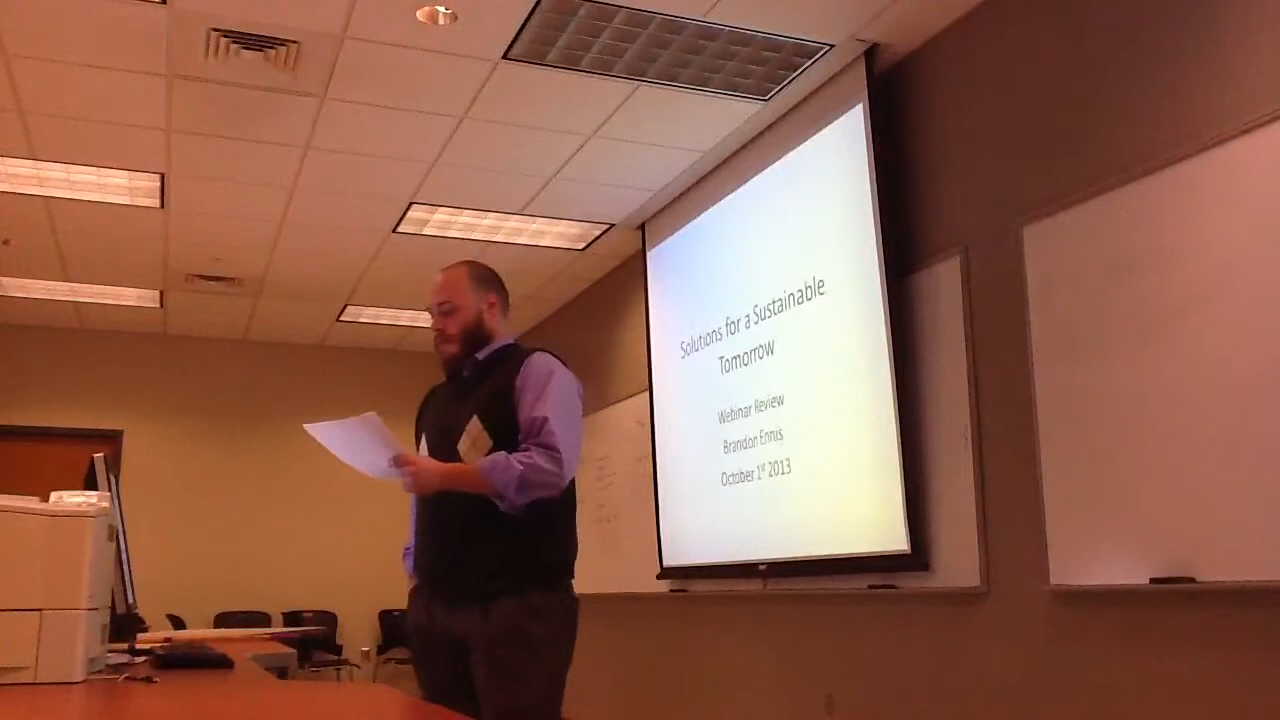 Solutions for a Sustainable
Tomorrow
Webinar Review
Brandon Ennis
October 1st 2013